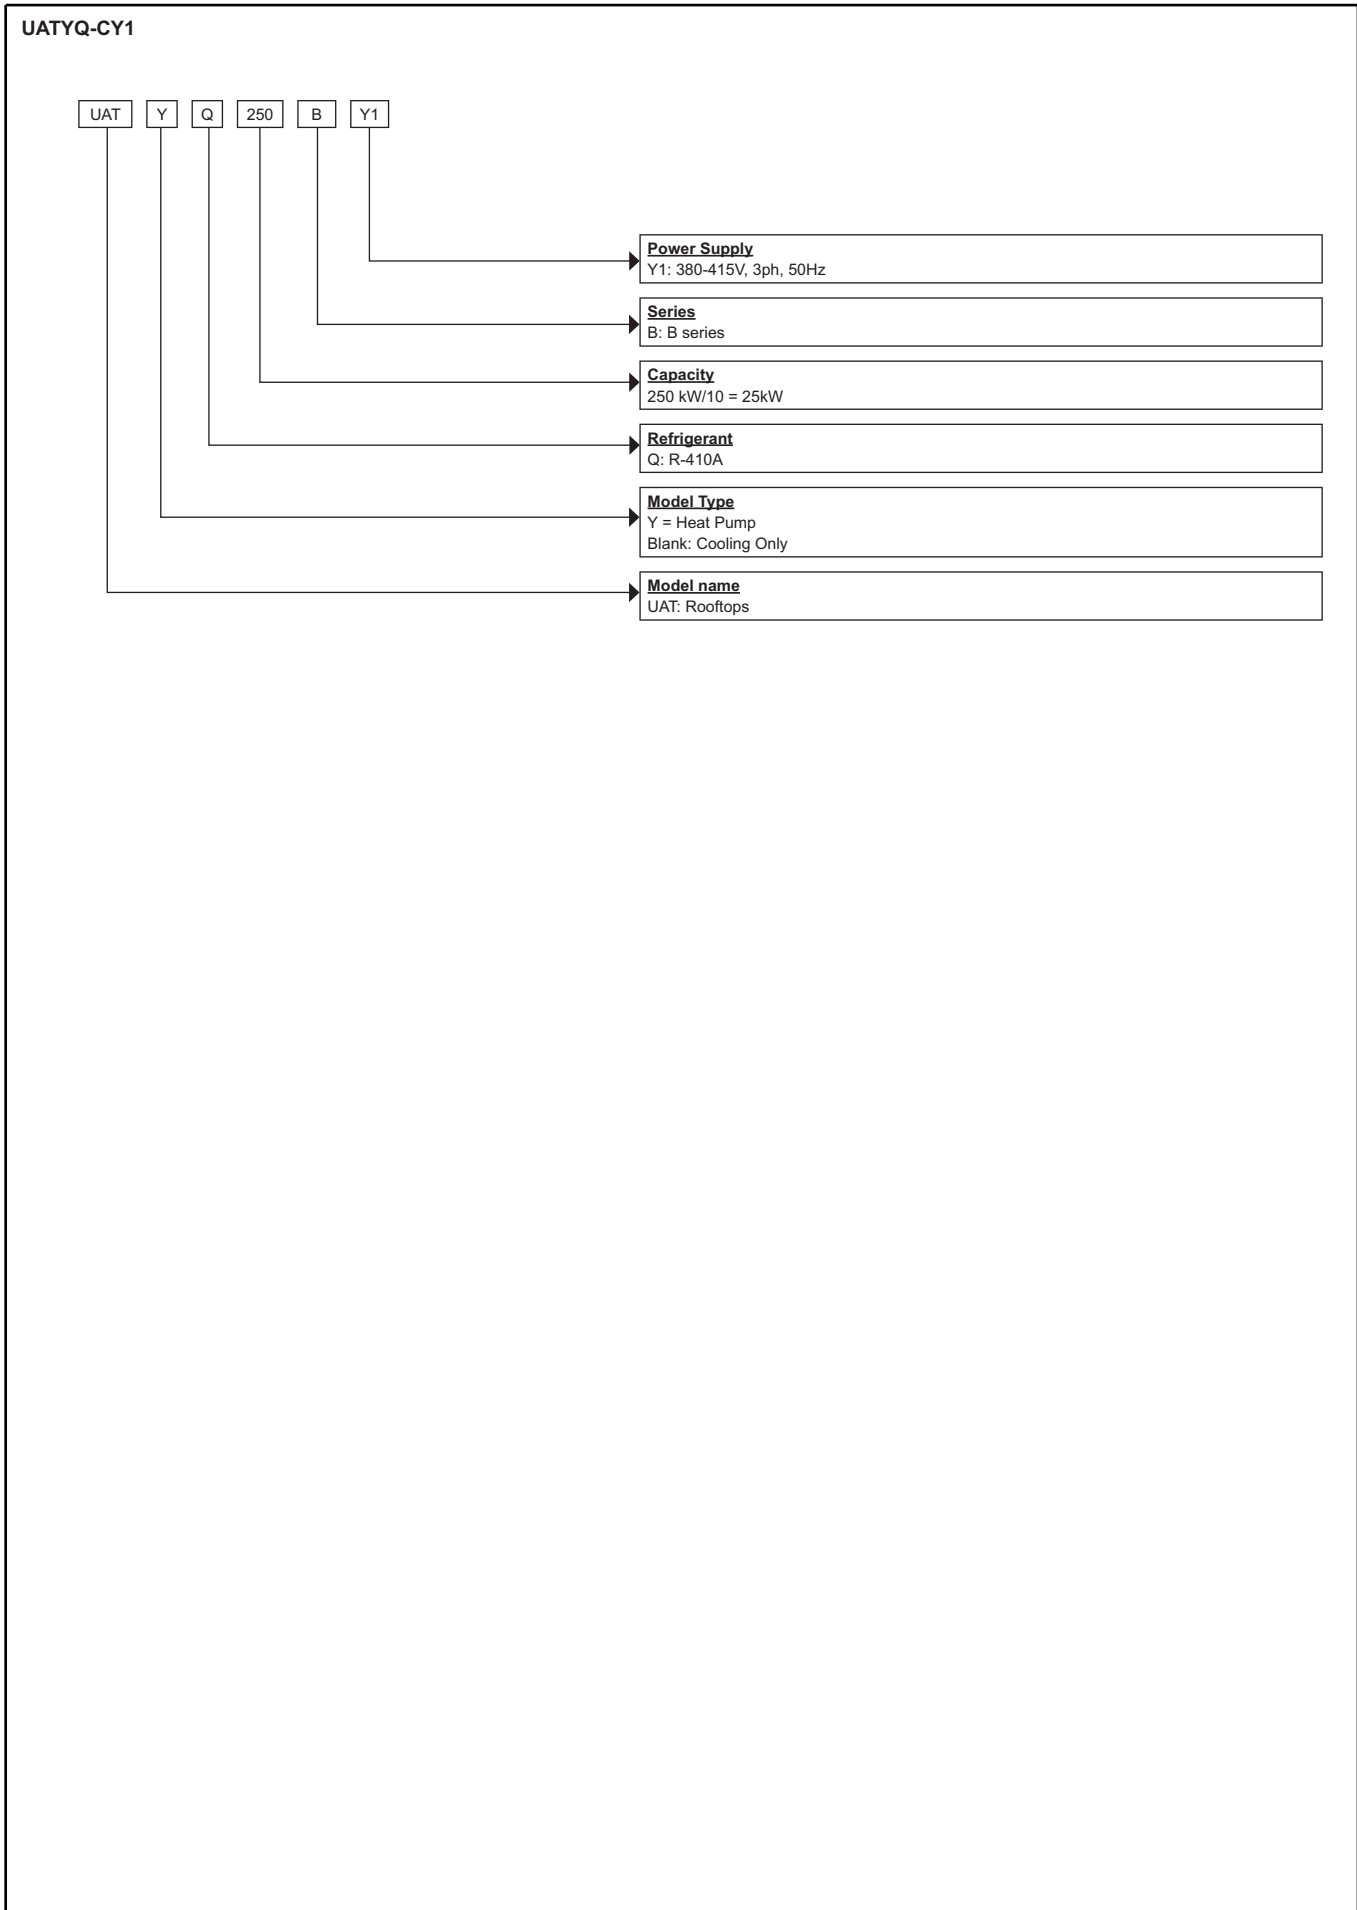 UATYQ-CY1
UAT Y Q 250 B Y1
Power Supply
Y1: 380-415V, 3ph, 50Hz
Series
B: B series
Capacity
250 kW/10 = 25kW
Refrigerant
Q: R-410A
Model Type
Y = Heat Pump
Blank: Cooling Only
Model name
UAT: Rooftops